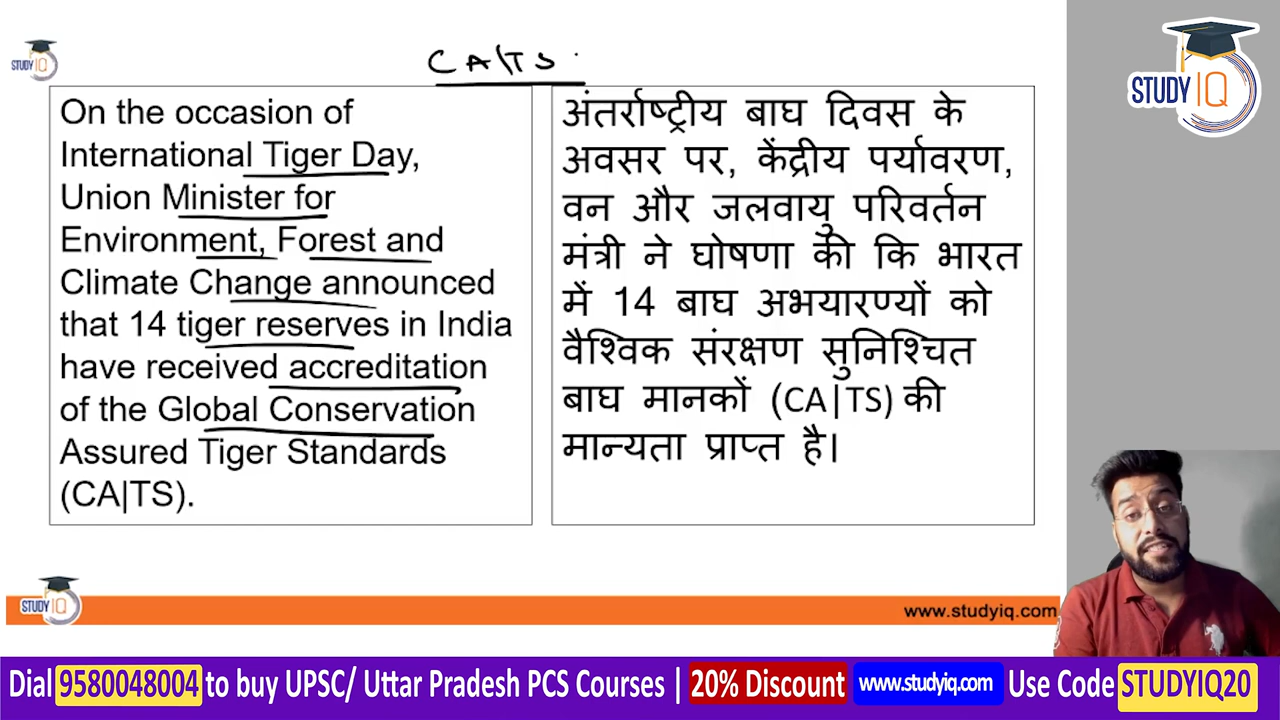 STUDY IQ
CA|TS
On the occasion of
International Tiger Day,
Union Minister for
Environment, Forest and
Climate Change announced
that 14 tiger reserves in India
have received accreditation
of the Global Conservation
Assured Tiger Standards
(CA|TS).
अंतर्राष्ट्रीय बाघ दिवस के
अवसर पर, केंद्रीय पर्यावरण,
वन और जलवायु परिवर्तन
मंत्री ने घोषणा की कि भारत
में 14 बाघ अभयारण्यों को
वैश्विक संरक्षण सुनिश्चित
बाघ मानकों (CA|TS) की
मान्यता प्राप्त है।
STUDY IQ
STUDY IQ
www.studyiq.com
Dial 9580048004 to buy UPSC/ Uttar Pradesh PCS Courses | 20% Discount www.studyiq.com Use Code STUDYIQ20